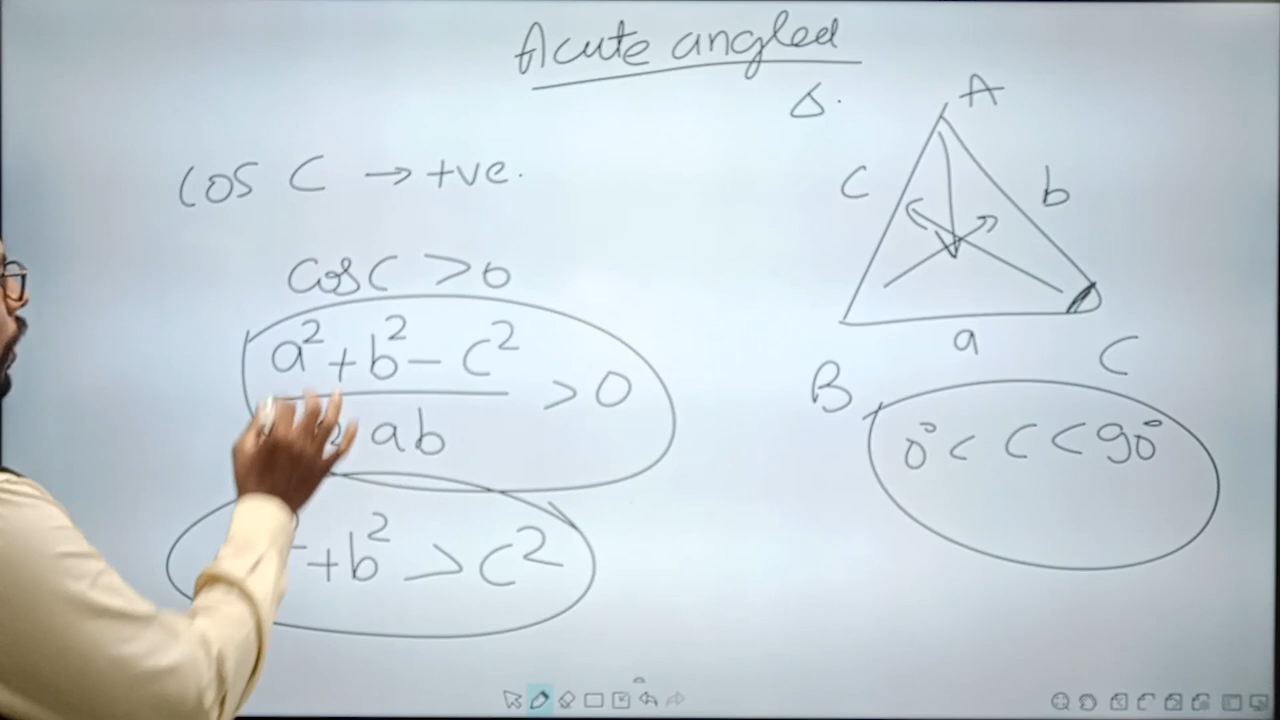 Acute angled
Δ.
cos C → +ve.
cos C > 0
a² + b² - c²
ab
> 0
+ b² > c²
A
c
b
a
B
C
0° < C < 90°